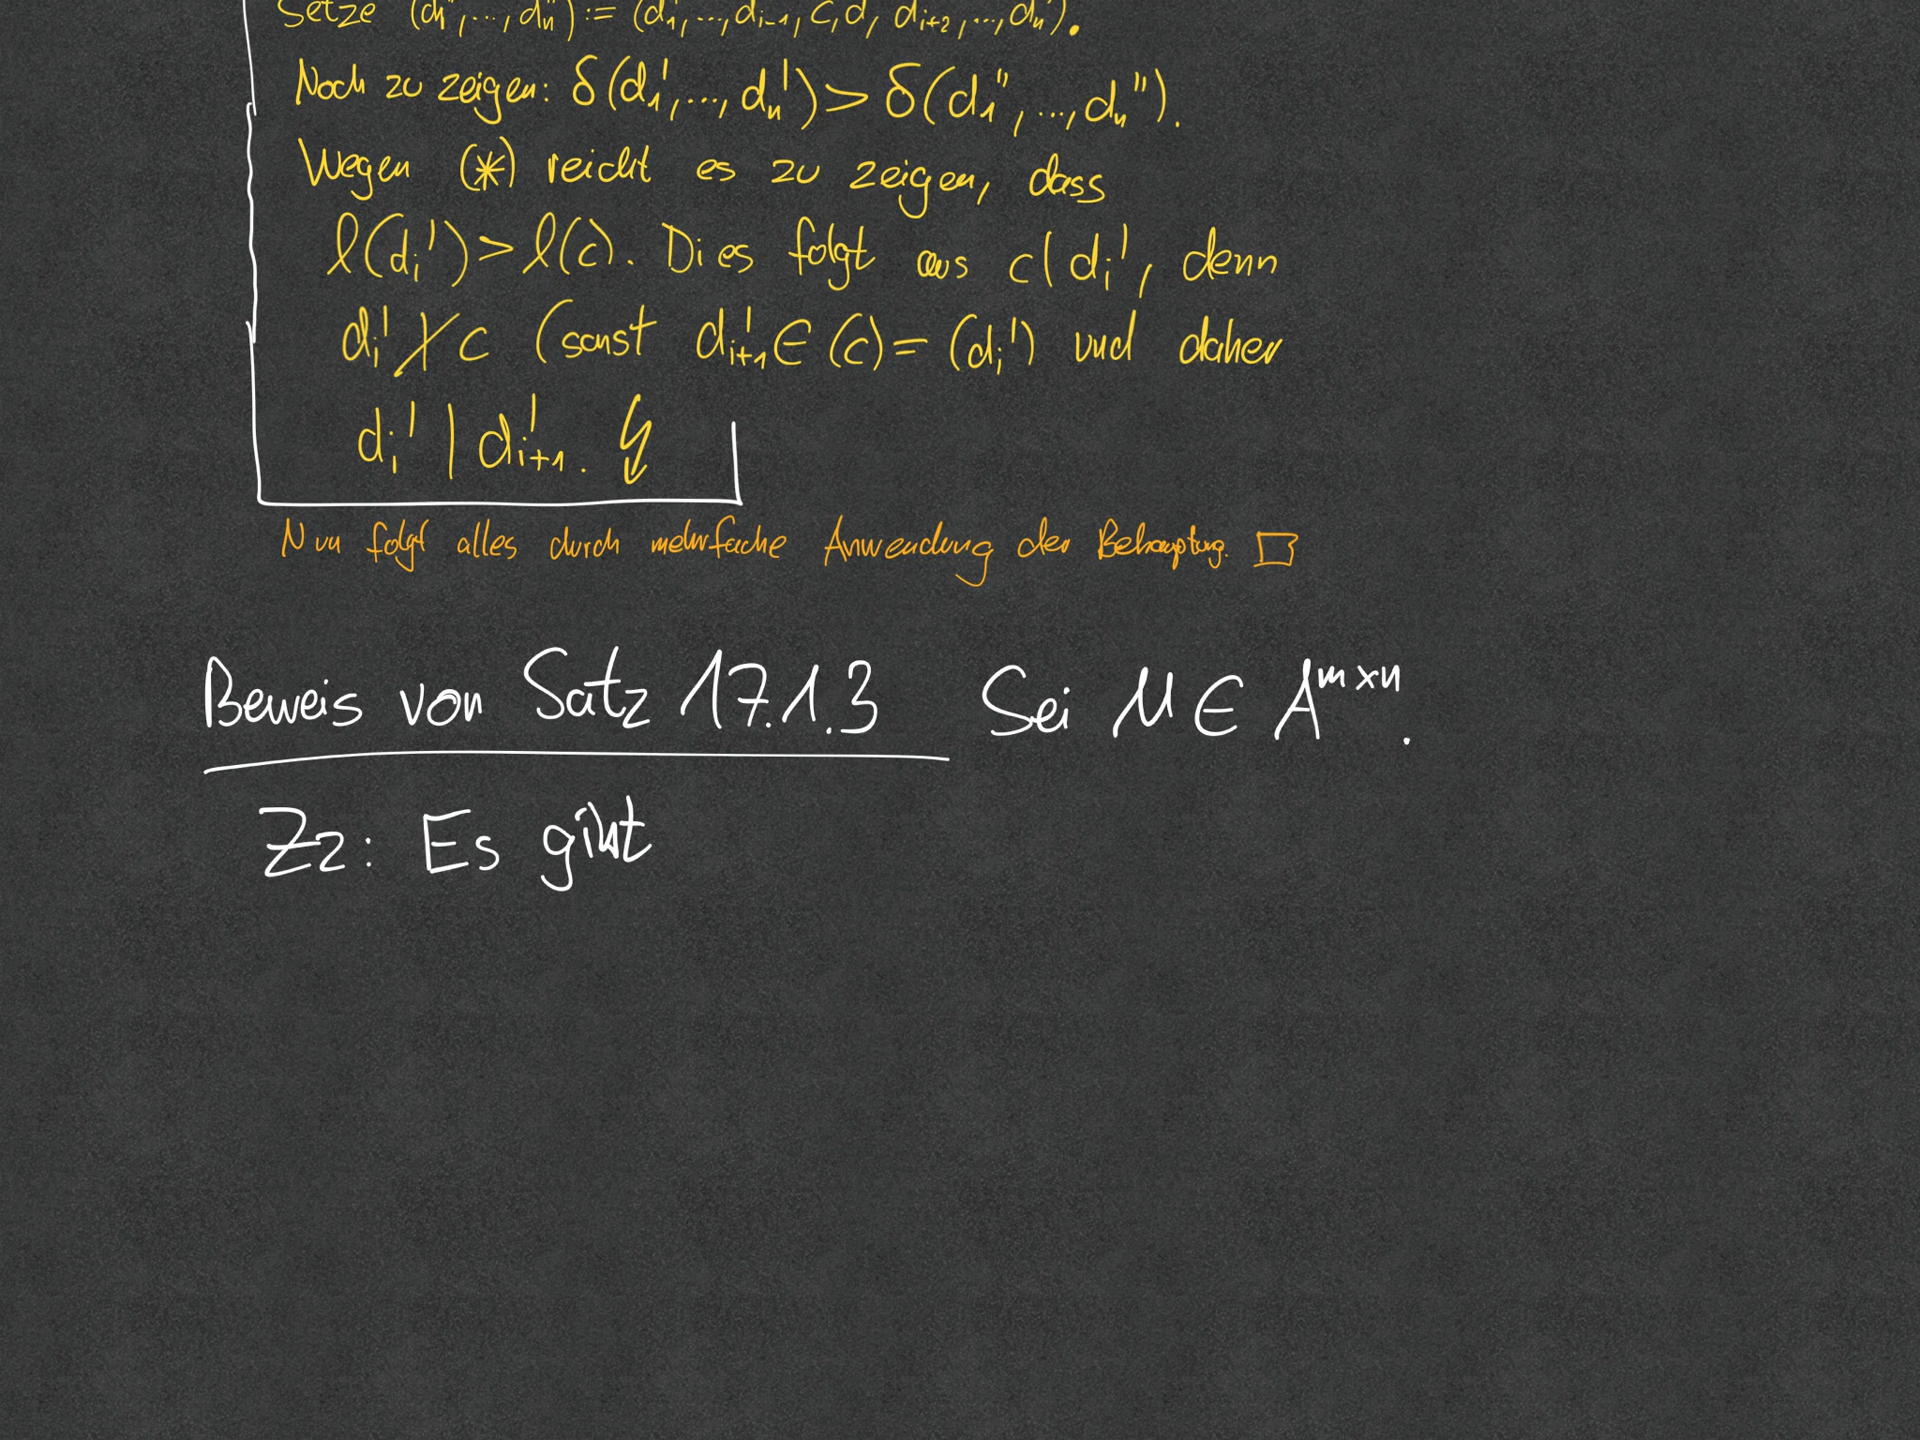 Setze (d₁'',...,dₙ'') := (d₁',...,dᵢ₋₁, c, d, dᵢ₊₂,...,dₙ').
Noch zu zeigen: δ(d₁',...,dₙ') > δ(d₁'',...,dₙ'').
Wegen (*) reicht es zu zeigen, dass
ℓ(dᵢ') > ℓ(c). Dies folgt aus c | dᵢ', denn
dᵢ' ∤ c (sonst dᵢ₊₁' ∈ (c) = (dᵢ') und daher
dᵢ' | dᵢ₊₁'. ↯
Nun folgt alles durch mehrfache Anwendung der Behauptung. □
Beweis von Satz 17.1.3 Sei M ∈ A^{m×n}.
Zz: Es gibt